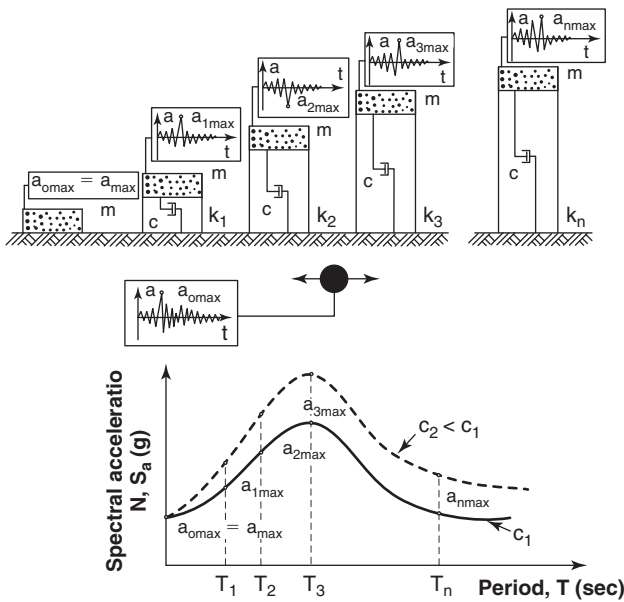 a a_nmax
t
m
c
k_n
a a_3max
t
m
c
k_3
a
t
a_2max
m
c
k_2
a a_1max
t
m
c
k_1
a_omax = a_max
m
a a_omax
t
Spectral acceleratio
N, S_a (g)
a_3max
c_2 < c_1
a_2max
a_1max
a_nmax
a_omax = a_max
c_1
T_1 T_2 T_3 T_n Period, T (sec)